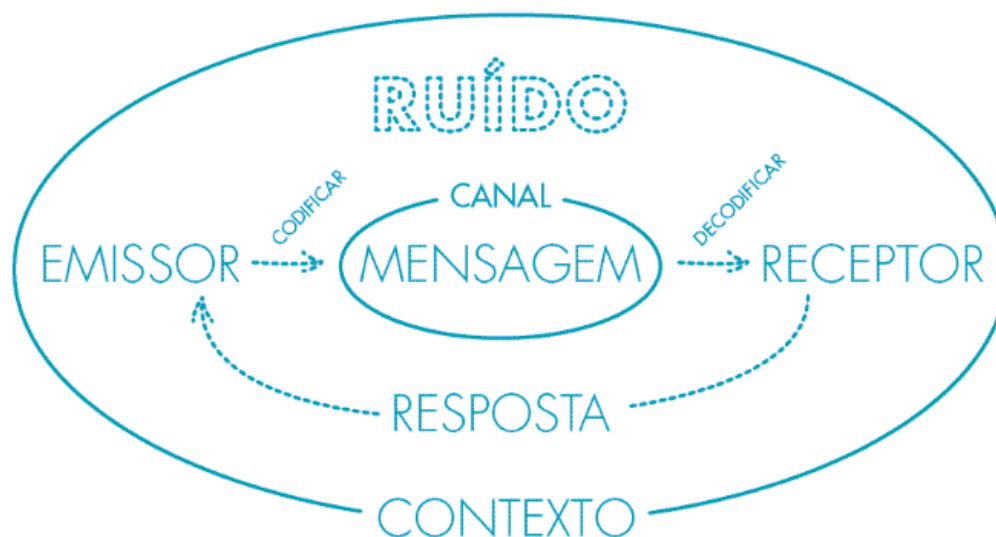 RUÍDO
CANAL
CODIFICAR
DECODIFICAR
EMISSOR
MENSAGEM
RECEPTOR
RESPOSTA
CONTEXTO